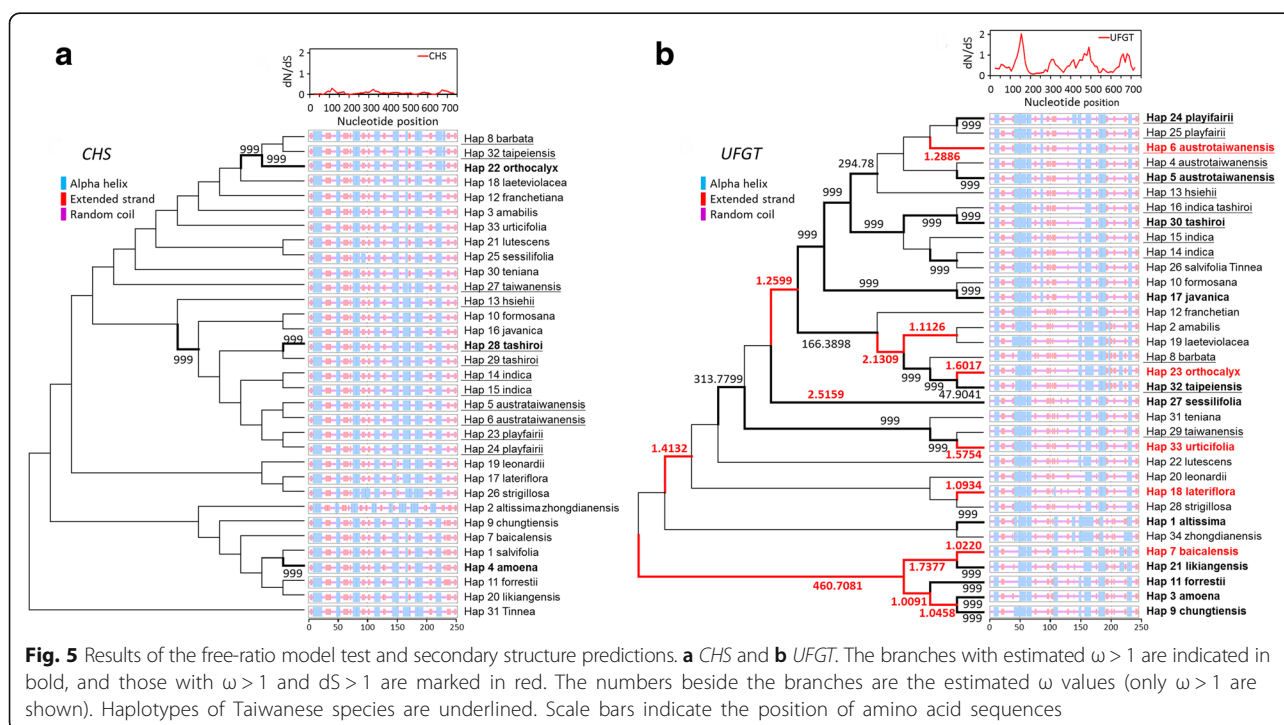 a
b
dN/dS
2
1
0
CHS
100 200 300 400 500 600 700
Nucleotide position
CHS
Alpha helix
Extended strand
Random coil
999
999
999
999
999
Hap 8 barbata
Hap 32 taipeiensis
Hap 22 orthocalyx
Hap 18 laeteviolacea
Hap 12 franchetiana
Hap 3 amabilis
Hap 33 urticifolia
Hap 21 lutescens
Hap 25 sessilifolia
Hap 30 teniana
Hap 27 taiwanensis
Hap 13 hsiehii
Hap 10 formosana
Hap 16 javanica
Hap 28 tashiroi
Hap 29 tashiroi
Hap 14 indica
Hap 15 indica
Hap 5 austrataiwanensis
Hap 6 austrataiwanensis
Hap 23 playfairii
Hap 24 playfairii
Hap 19 leonardii
Hap 17 lateriflora
Hap 26 strigillosa
Hap 2 altissima zhongdianensis
Hap 9 chungtiensis
Hap 7 baicalensis
Hap 1 salvifolia
Hap 4 amoena
Hap 11 forrestii
Hap 20 likiangensis
Hap 31 Tinnea
0 50 100 150 200 250
dN/dS
2
1
0
UFGT
0 100 200 300 400 500 600 700
Nucleotide position
UFGT
Alpha helix
Extended strand
Random coil
999
1.2886
294.78
999
999
999
999
999
999
999
1.2599
999
999
166.3898
1.1126
2.1309
1.6017
999
999
47.9041
313.7799
2.5159
999
999
1.5754
1.4132
1.0934
999
1.0220
1.7377
999
460.7081
999
1.0091
1.0458
999
999
Hap 24 playifairii
Hap 25 playfairii
Hap 6 austrotaiwanensis
Hap 4 austrotaiwanensis
Hap 5 austrotaiwanensis
Hap 13 hsiehii
Hap 16 indica tashiroi
Hap 30 tashiroi
Hap 15 indica
Hap 14 indica
Hap 26 salvifolia Tinnea
Hap 10 formosana
Hap 17 javanica
Hap 12 franchetian
Hap 2 amabilis
Hap 19 laeteviolacea
Hap 8 barbata
Hap 23 orthocalyx
Hap 32 taipeiensis
Hap 27 sessilifolia
Hap 31 teniana
Hap 29 taiwanensis
Hap 33 urticifolia
Hap 22 lutescens
Hap 20 leonardii
Hap 18 lateriflora
Hap 28 strigillosa
Hap 1 altissima
Hap 34 zhongdianensis
Hap 7 baicalensis
Hap 21 likiangensis
Hap 11 forrestii
Hap 3 amoena
Hap 9 chungtiensis
0 50 100 150 200 250
Fig. 5 Results of the free-ratio model test and secondary structure predictions. a CHS and b UFGT. The branches with estimated ω > 1 are indicated in
bold, and those with ω > 1 and dS > 1 are marked in red. The numbers beside the branches are the estimated ω values (only ω > 1 are
shown). Haplotypes of Taiwanese species are underlined. Scale bars indicate the position of amino acid sequences